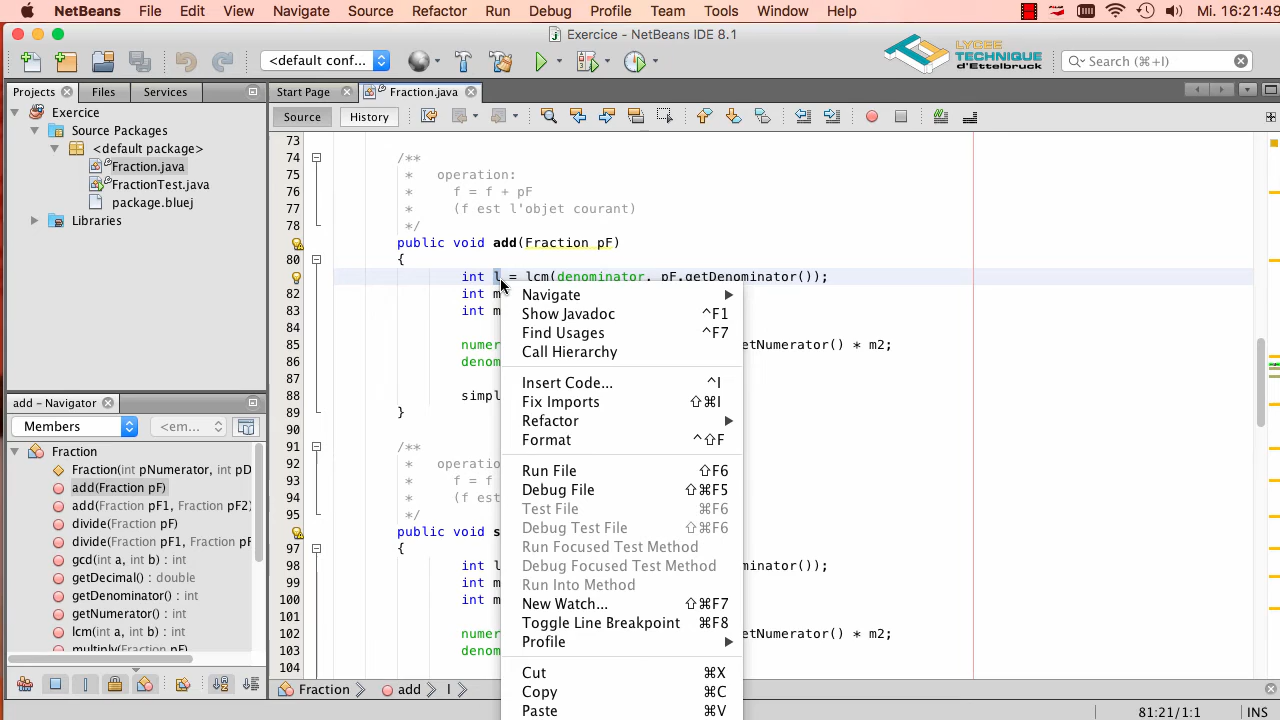 NetBeans File Edit View Navigate Source Refactor Run Debug Profile Team Tools Window Help Mi. 16:21:49
Exercice – NetBeans IDE 8.1
<default conf...
LYCEE
TECHNIQUE
d'Ettelbruck
Search (⌘+I)
Projects Files Services
Start Page Fraction.java
Source History
Exercice
Source Packages
<default package>
Fraction.java
FractionTest.java
package.bluej
Libraries
73
74 /**
75 * operation:
76 * f = f + pF
77 * (f est l'objet courant)
78 */
public void add(Fraction pF)
80 {
int l = lcm(denominator, pF.getDenominator());
82 int m
83 int m
84
85 numer etNumerator() * m2;
86 denom
87
88 simpl
89 }
90
91 /**
92 * operatio
93 * f = f
94 * (f est
95 */
public void s
97 {
98 int l minator());
99 int m
100 int m
101
102 numer etNumerator() * m2;
103 denom
104
Navigate
Show Javadoc ^F1
Find Usages ^F7
Call Hierarchy
Insert Code... ^I
Fix Imports ⇧⌘I
Refactor
Format ^⇧F
Run File ⇧F6
Debug File ⇧⌘F5
Test File ⌘F6
Debug Test File ⇧⌘F6
Run Focused Test Method
Debug Focused Test Method
Run Into Method
New Watch... ⇧⌘F7
Toggle Line Breakpoint ⌘F8
Profile
Cut ⌘X
Copy ⌘C
Paste ⌘V
add – Navigator
Members <em...
Fraction
Fraction(int pNumerator, int pD
add(Fraction pF)
add(Fraction pF1, Fraction pF2)
divide(Fraction pF)
divide(Fraction pF1, Fraction pF
gcd(int a, int b) : int
getDecimal() : double
getDenominator() : int
getNumerator() : int
lcm(int a, int b) : int
multiply(Fraction pF)
Fraction add l
81:21/1:1 INS